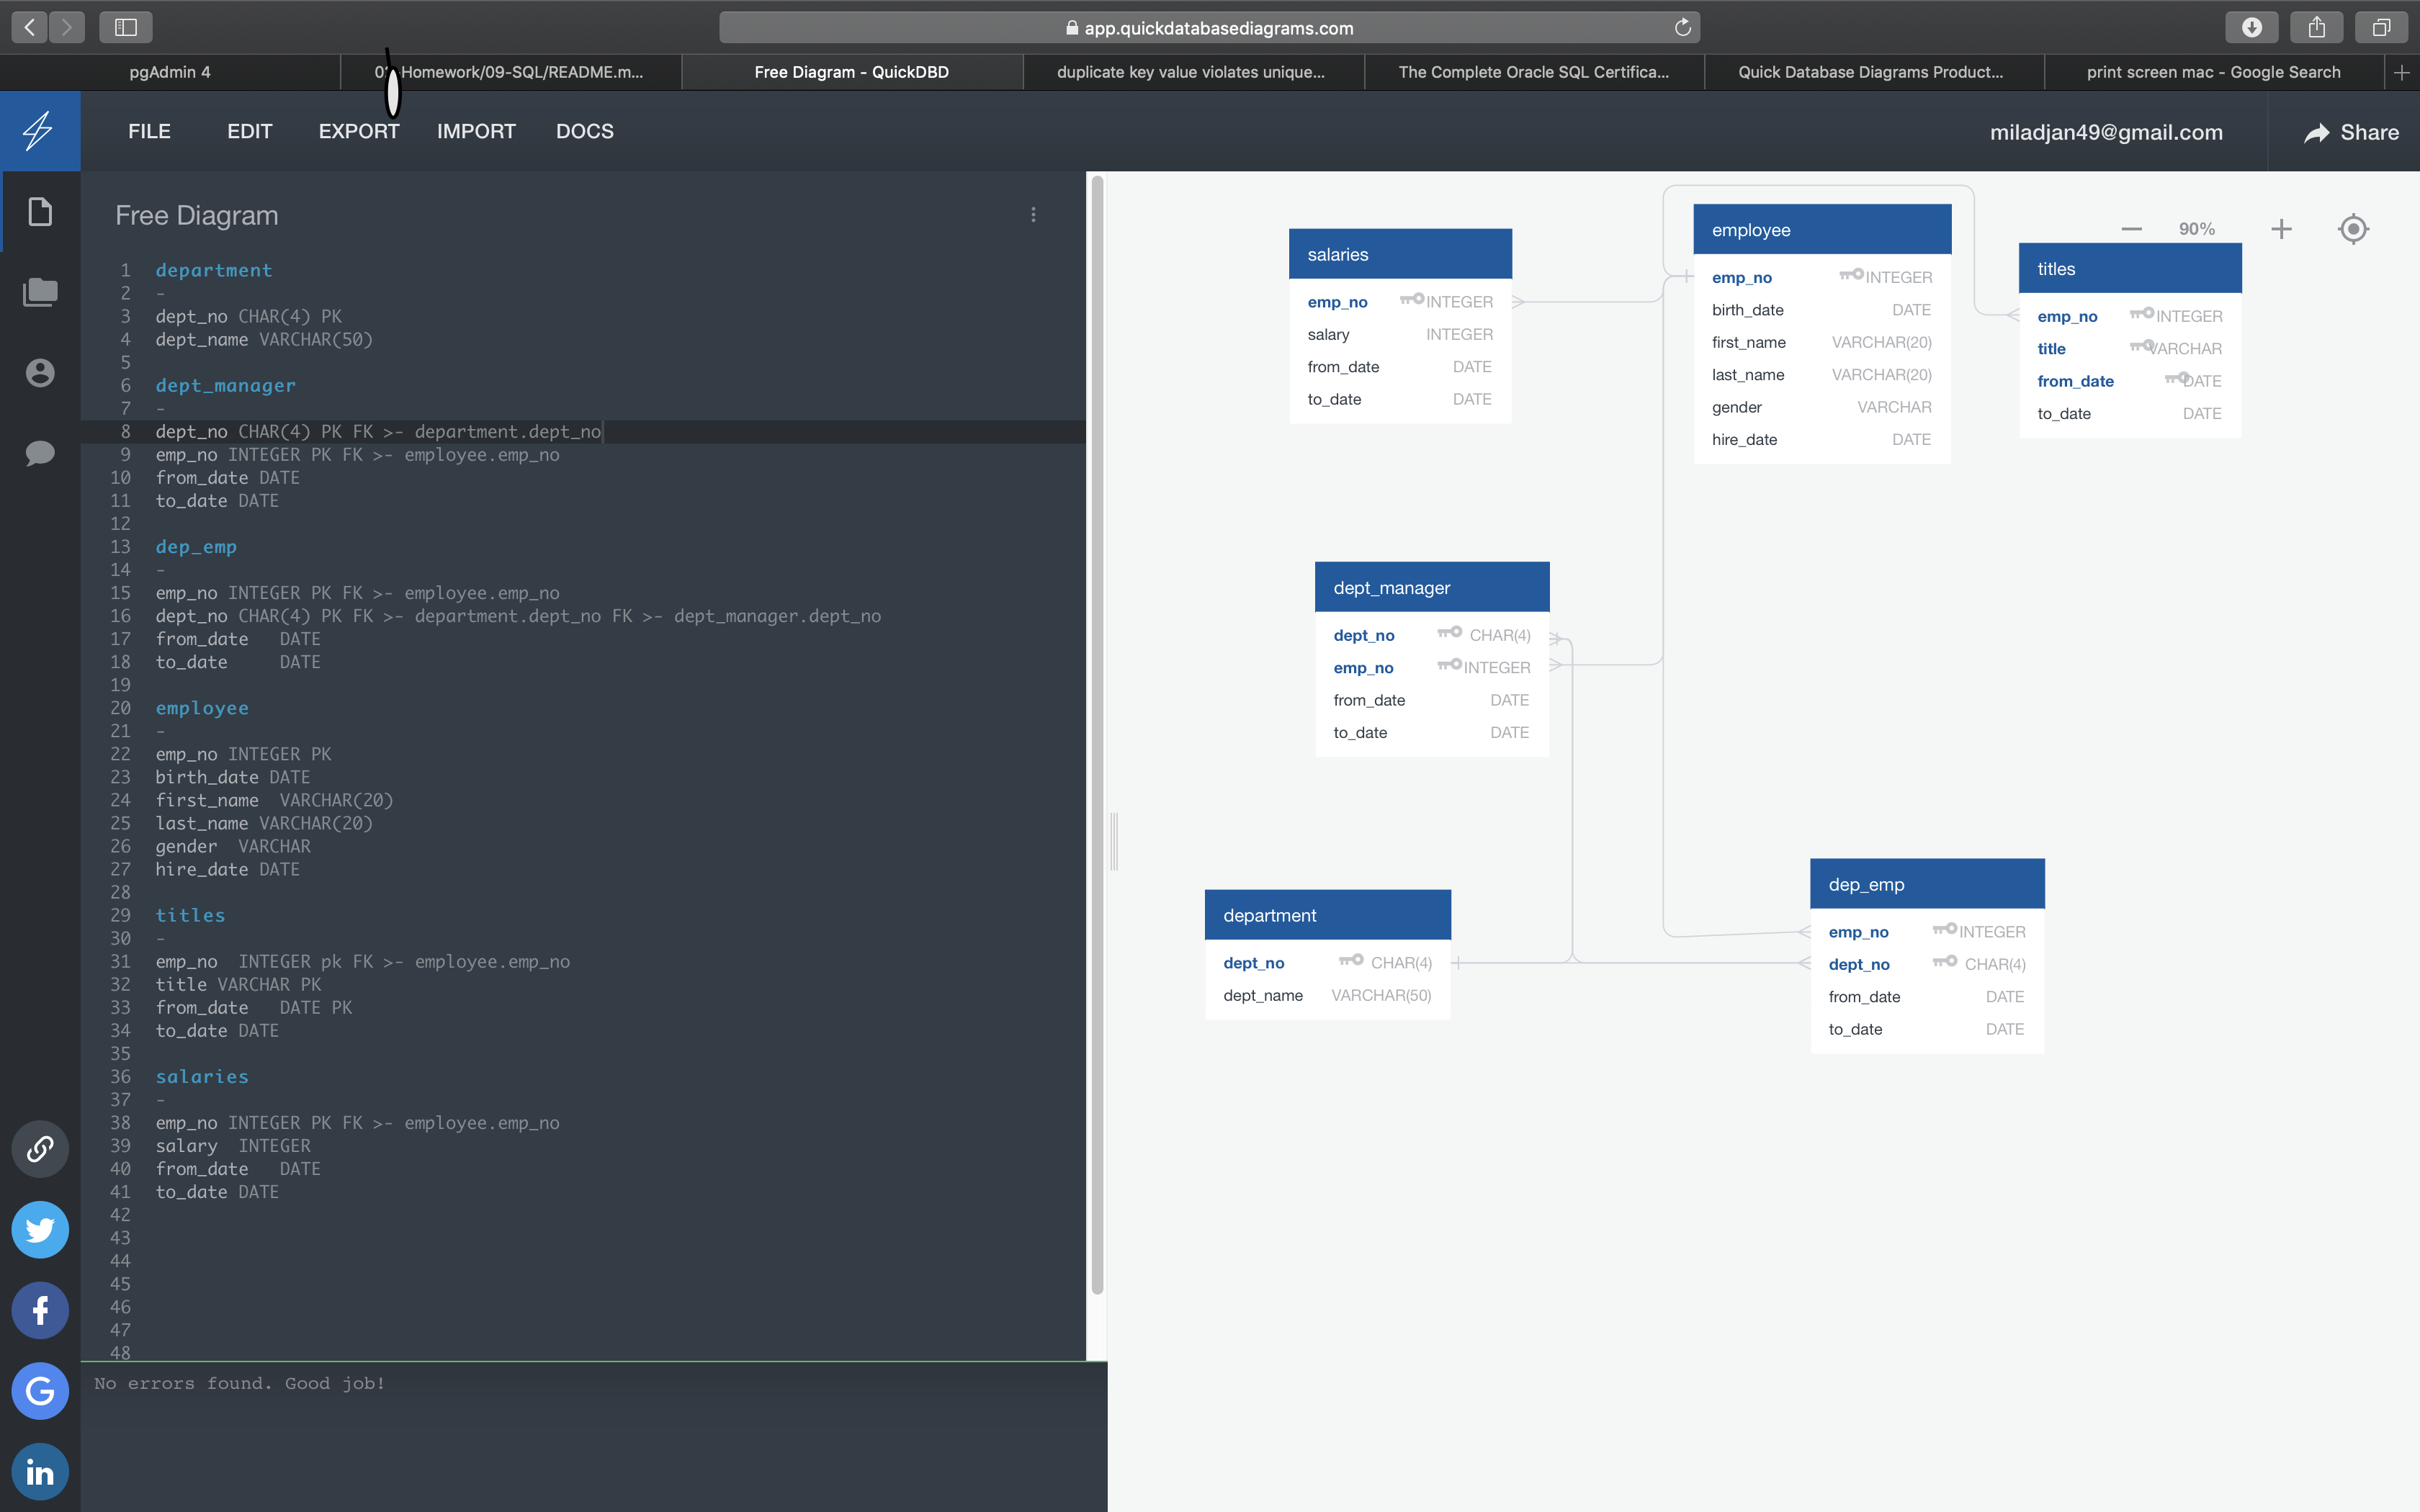 app.quickdatabasediagrams.com
pgAdmin 4
Homework/09-SQL/README.m...
Free Diagram - QuickDBD
duplicate key value violates unique...
The Complete Oracle SQL Certifica...
Quick Database Diagrams Product...
print screen mac - Google Search
FILE EDIT EXPORT IMPORT DOCS
miladjan49@gmail.com
Share
Free Diagram
1 department
2 -
3 dept_no CHAR(4) PK
4 dept_name VARCHAR(50)
5
6 dept_manager
7 -
8 dept_no CHAR(4) PK FK >- department.dept_no
9 emp_no INTEGER PK FK >- employee.emp_no
10 from_date DATE
11 to_date DATE
12
13 dep_emp
14 -
15 emp_no INTEGER PK FK >- employee.emp_no
16 dept_no CHAR(4) PK FK >- department.dept_no FK >- dept_manager.dept_no
17 from_date DATE
18 to_date DATE
19
20 employee
21 -
22 emp_no INTEGER PK
23 birth_date DATE
24 first_name VARCHAR(20)
25 last_name VARCHAR(20)
26 gender VARCHAR
27 hire_date DATE
28
29 titles
30 -
31 emp_no INTEGER pk FK >- employee.emp_no
32 title VARCHAR PK
33 from_date DATE PK
34 to_date DATE
35
36 salaries
37 -
38 emp_no INTEGER PK FK >- employee.emp_no
39 salary INTEGER
40 from_date DATE
41 to_date DATE
42
43
44
45
46
47
48
No errors found. Good job!
90%
salaries
emp_no INTEGER
salary INTEGER
from_date DATE
to_date DATE
employee
emp_no INTEGER
birth_date DATE
first_name VARCHAR(20)
last_name VARCHAR(20)
gender VARCHAR
hire_date DATE
titles
emp_no INTEGER
title VARCHAR
from_date DATE
to_date DATE
dept_manager
dept_no CHAR(4)
emp_no INTEGER
from_date DATE
to_date DATE
department
dept_no CHAR(4)
dept_name VARCHAR(50)
dep_emp
emp_no INTEGER
dept_no CHAR(4)
from_date DATE
to_date DATE